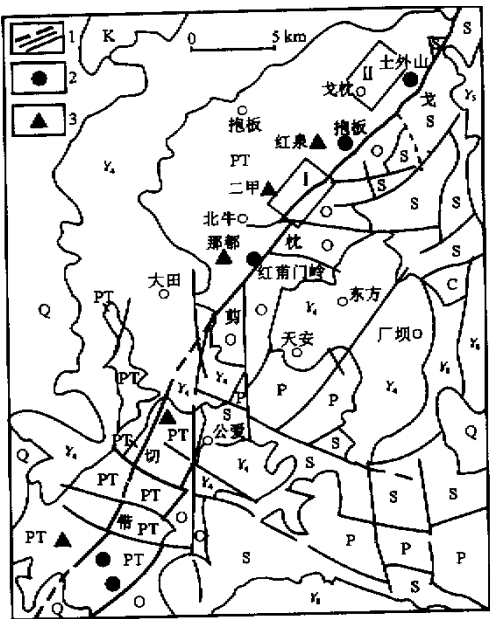 K
0 5 km
S
1
2
3
II
土外山
戈枕
戈
γ₅
抱板
红泉
抱板
S
γ₄
PT
O
S
二甲
I
S
S
S
北牛
O
枕
O
S
那都
红甫门岭
S
C
大田
PT
γ₄
东方
Q
O
剪
O
天安
厂坝
PT
γ₄
γ₄
P
P
P
γ₄
γ₅
S
PT
公爱
Q
γ₄
PT
切
S
Q
PT
PT
γ₄
γ₄
S
S
S
PT
带
PT
O
O
PT
S
P
P
P
Q
O
γ₅
S